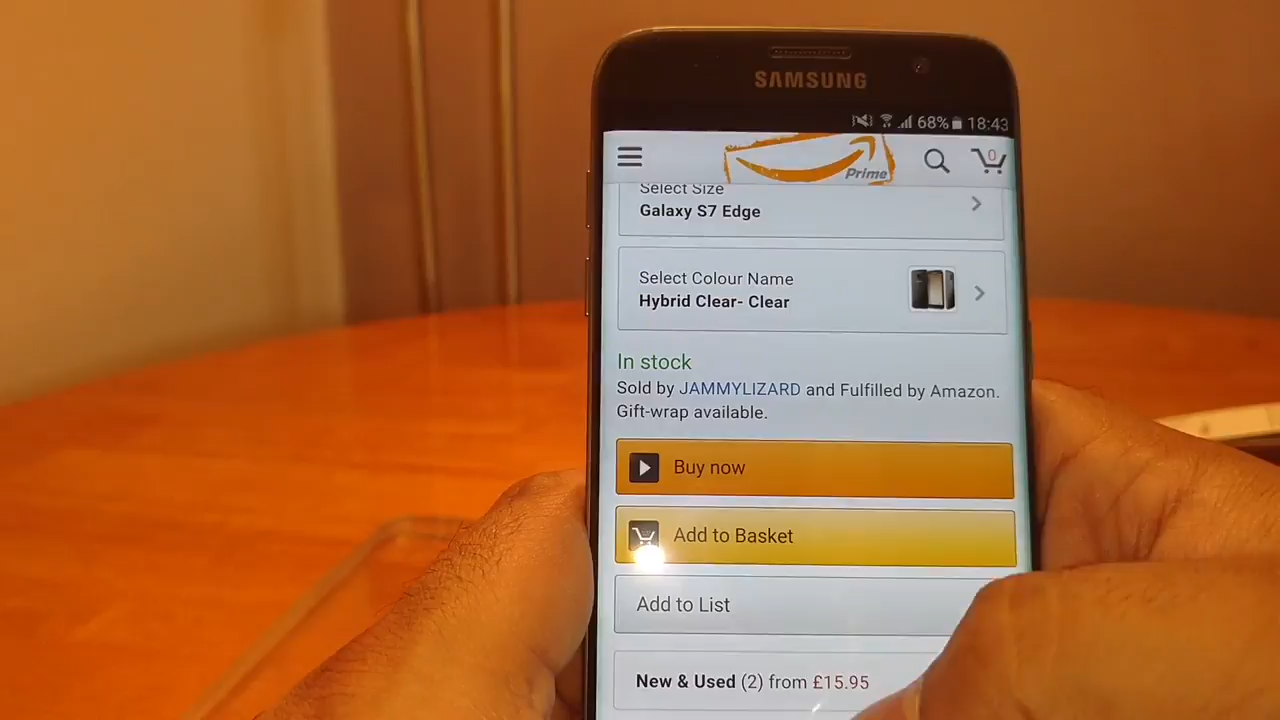 SAMSUNG
68% 18:43
Prime
0
Select Size
Galaxy S7 Edge
Select Colour Name
Hybrid Clear- Clear
In stock
Sold by JAMMYLIZARD and Fulfilled by Amazon.
Gift-wrap available.
Buy now
Add to Basket
Add to List
New & Used (2) from £15.95